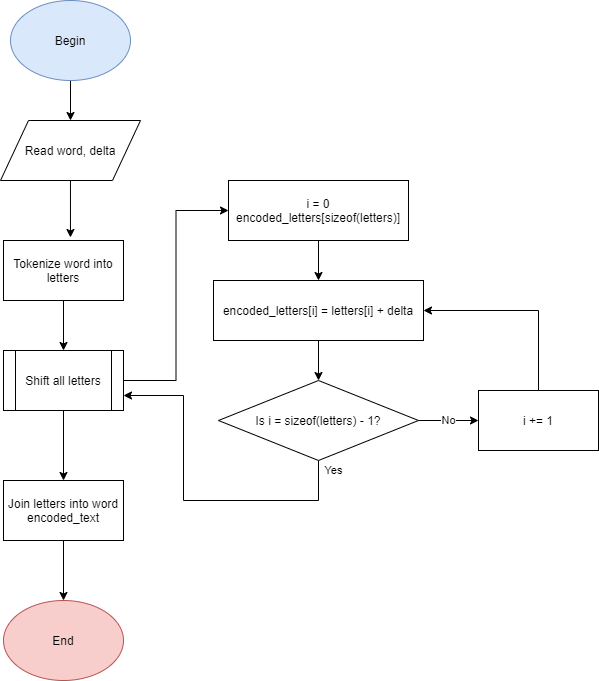 Begin
Read word, delta
Tokenize word into
letters
Shift all letters
Join letters into word
encoded_text
End
i = 0
encoded_letters[sizeof(letters)]
encoded_letters[i] = letters[i] + delta
Is i = sizeof(letters) - 1?
No
i += 1
Yes